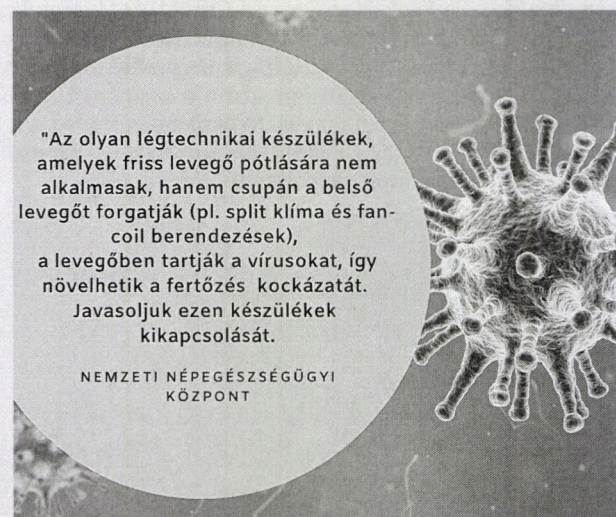 "Az olyan légtechnikai készülékek,
amelyek friss levegő pótlására nem
alkalmasak, hanem csupán a belső
levegőt forgatják (pl. split klíma és fan-
coil berendezések),
a levegőben tartják a vírusokat, így
növelhetik a fertőzés kockázatát.
Javasoljuk ezen készülékek
kikapcsolását.
NEMZETI NÉPEGÉSZSÉGÜGYI
KÖZPONT